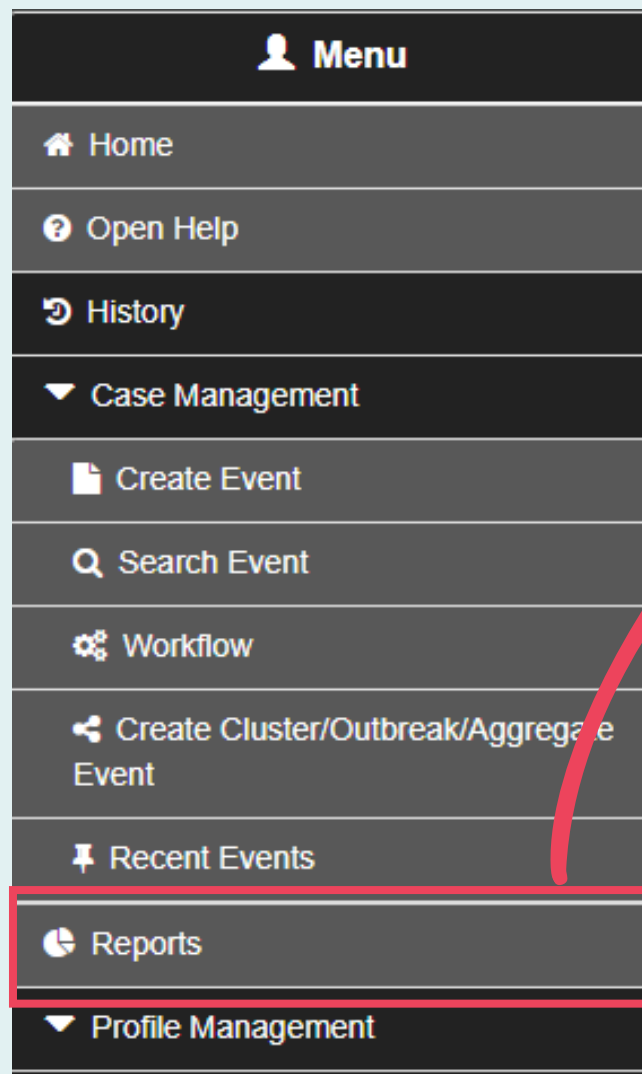 Menu
Home
Open Help
History
Case Management
Create Event
Search Event
Workflow
Create Cluster/Outbreak/Aggregate
Event
Recent Events
Reports
Profile Management